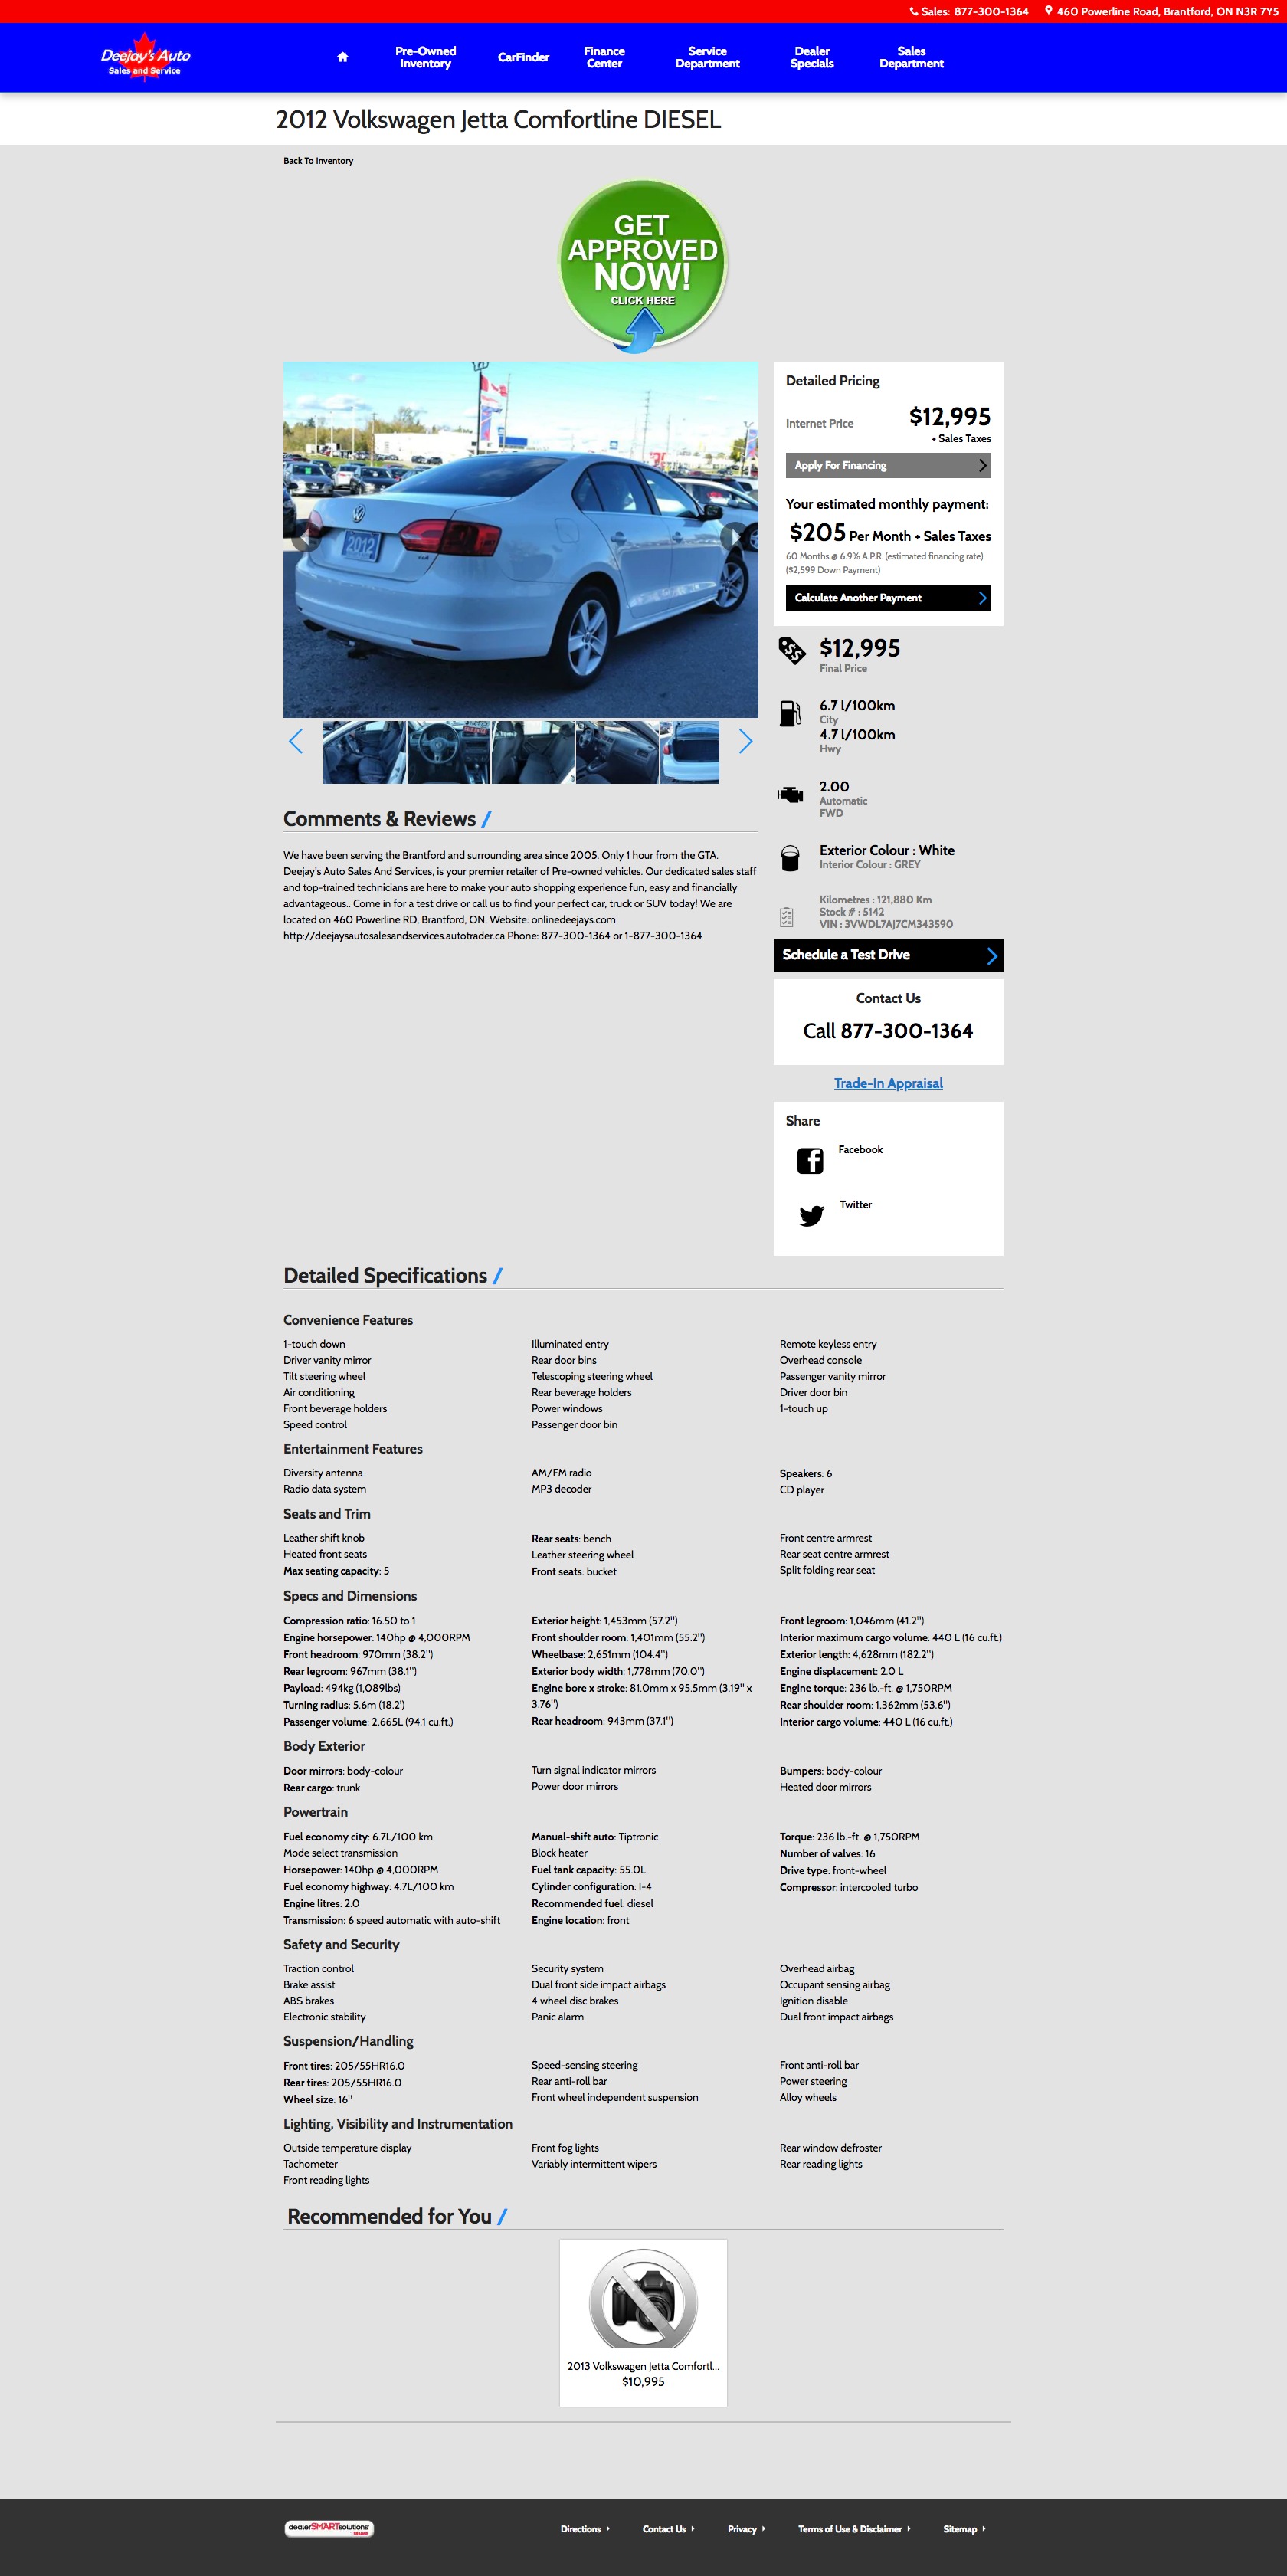 Sales: 877-300-1364 460 Powerline Road, Brantford, ON N3R 7Y5
Deejay's Auto
Sales and Service
Pre-Owned
Inventory
CarFinder
Finance
Center
Service
Department
Dealer
Specials
Sales
Department
2012 Volkswagen Jetta Comfortline DIESEL
Back To Inventory
GET
APPROVED
NOW!
CLICK HERE
2012
Detailed Pricing
Internet Price $12,995
+ Sales Taxes
Apply For Financing
Your estimated monthly payment:
$205 Per Month + Sales Taxes
60 Months @ 6.9% A.P.R. (estimated financing rate)
($2,599 Down Payment)
Calculate Another Payment
$12,995
Final Price
6.7 l/100km
City
4.7 l/100km
Hwy
2.00
Automatic
FWD
Exterior Colour : White
Interior Colour : GREY
Kilometres : 121,880 Km
Stock # : 5142
VIN : 3VWDL7AJ7CM343590
Schedule a Test Drive
Contact Us
Call 877-300-1364
Trade-In Appraisal
Share
Facebook
Twitter
Comments & Reviews /
We have been serving the Brantford and surrounding area since 2005. Only 1 hour from the GTA.
Deejay's Auto Sales And Services, is your premier retailer of Pre-owned vehicles. Our dedicated sales staff
and top-trained technicians are here to make your auto shopping experience fun, easy and financially
advantageous.. Come in for a test drive or call us to find your perfect car, truck or SUV today! We are
located on 460 Powerline RD, Brantford, ON. Website: onlinedeejays.com
http://deejaysautosalesandservices.autotrader.ca Phone: 877-300-1364 or 1-877-300-1364
Detailed Specifications /
Convenience Features
1-touch down Illuminated entry Remote keyless entry
Driver vanity mirror Rear door bins Overhead console
Tilt steering wheel Telescoping steering wheel Passenger vanity mirror
Air conditioning Rear beverage holders Driver door bin
Front beverage holders Power windows 1-touch up
Speed control Passenger door bin
Entertainment Features
Diversity antenna AM/FM radio Speakers: 6
Radio data system MP3 decoder CD player
Seats and Trim
Leather shift knob Rear seats: bench Front centre armrest
Heated front seats Leather steering wheel Rear seat centre armrest
Max seating capacity: 5 Front seats: bucket Split folding rear seat
Specs and Dimensions
Compression ratio: 16.50 to 1 Exterior height: 1,453mm (57.2") Front legroom: 1,046mm (41.2")
Engine horsepower: 140hp @ 4,000RPM Front shoulder room: 1,401mm (55.2") Interior maximum cargo volume: 440 L (16 cu.ft.)
Front headroom: 970mm (38.2") Wheelbase: 2,651mm (104.4") Exterior length: 4,628mm (182.2")
Rear legroom: 967mm (38.1") Exterior body width: 1,778mm (70.0") Engine displacement: 2.0 L
Payload: 494kg (1,089lbs) Engine bore x stroke: 81.0mm x 95.5mm (3.19" x Engine torque: 236 lb.-ft. @ 1,750RPM
Turning radius: 5.6m (18.2') 3.76") Rear shoulder room: 1,362mm (53.6")
Passenger volume: 2,665L (94.1 cu.ft.) Rear headroom: 943mm (37.1") Interior cargo volume: 440 L (16 cu.ft.)
Body Exterior
Door mirrors: body-colour Turn signal indicator mirrors Bumpers: body-colour
Rear cargo: trunk Power door mirrors Heated door mirrors
Powertrain
Fuel economy city: 6.7L/100 km Manual-shift auto: Tiptronic Torque: 236 lb.-ft. @ 1,750RPM
Mode select transmission Block heater Number of valves: 16
Horsepower: 140hp @ 4,000RPM Fuel tank capacity: 55.0L Drive type: front-wheel
Fuel economy highway: 4.7L/100 km Cylinder configuration: I-4 Compressor: intercooled turbo
Engine litres: 2.0 Recommended fuel: diesel
Transmission: 6 speed automatic with auto-shift Engine location: front
Safety and Security
Traction control Security system Overhead airbag
Brake assist Dual front side impact airbags Occupant sensing airbag
ABS brakes 4 wheel disc brakes Ignition disable
Electronic stability Panic alarm Dual front impact airbags
Suspension/Handling
Front tires: 205/55HR16.0 Speed-sensing steering Front anti-roll bar
Rear tires: 205/55HR16.0 Rear anti-roll bar Power steering
Wheel size: 16" Front wheel independent suspension Alloy wheels
Lighting, Visibility and Instrumentation
Outside temperature display Front fog lights Rear window defroster
Tachometer Variably intermittent wipers Rear reading lights
Front reading lights
Recommended for You /
2013 Volkswagen Jetta Comfortl...
$10,995
dealerSMARTsolutions
Directions Contact Us Privacy Terms of Use & Disclaimer Sitemap